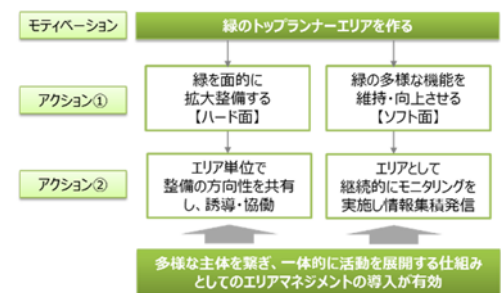 モティベーション
緑のトップランナーエリアを作る
アクション①
緑を面的に
拡大整備する
【ハード面】
緑の多様な機能を
維持・向上させる
【ソフト面】
アクション②
エリア単位で
整備の方向性を共有
し、誘導・協働
エリアとして
継続的にモニタリングを
実施し情報集積発信
多様な主体を繋ぎ、一体的に活動を展開する仕組み
としてのエリアマネジメントの導入が有効